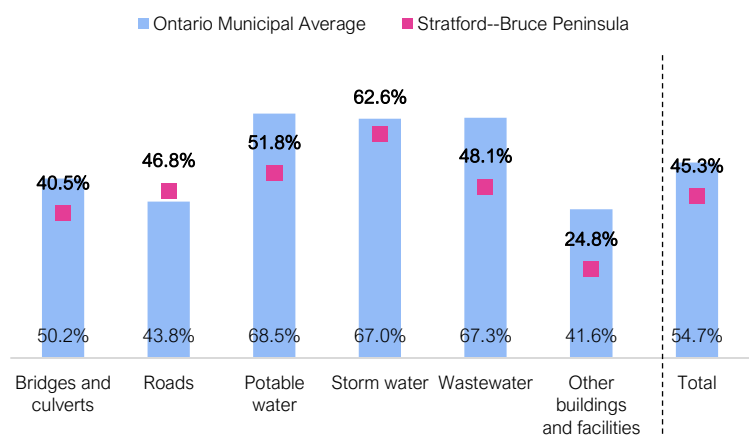 Ontario Municipal Average
Stratford--Bruce Peninsula
40.5%
46.8%
51.8%
62.6%
48.1%
24.8%
45.3%
50.2%
43.8%
68.5%
67.0%
67.3%
41.6%
54.7%
Bridges and
culverts
Roads
Potable
water
Storm water
Wastewater
Other
buildings
and facilities
Total